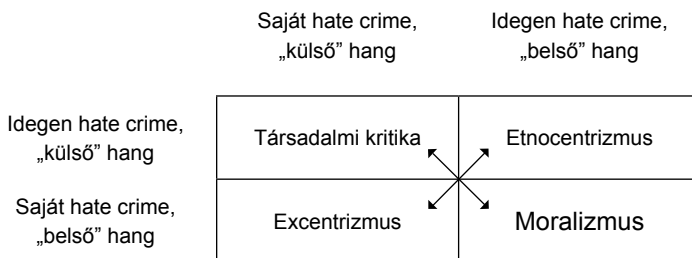 Saját hate crime, Idegen hate crime,
„külső” hang „belső” hang
Idegen hate crime,
„külső” hang
Társadalmi kritika Etnocentrizmus
Saját hate crime,
„belső” hang
Excentrizmus Moralizmus